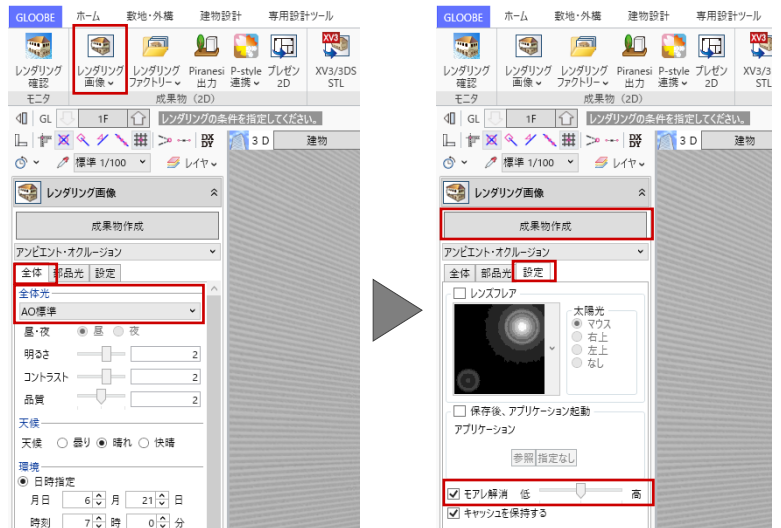 GLOOBE ホーム 敷地・外構 建物設計 専用設計ツール
レンダリング確認 レンダリング画像 レンダリングファクトリー Piranesi出力 P-style連携 プレゼン2D XV3/3DS STL
モニタ 成果物（2D）
GL 1F レンダリングの条件を指定してください。
3 D 建物
標準 1/100 レイヤ
レンダリング画像
成果物作成
アンビエント・オクルージョン
全体 部品光 設定
全体光
AO標準
昼・夜 昼 夜
明るさ 2
コントラスト 2
品質 2
天候
天候 曇り 晴れ 快晴
環境
日時指定
月日 6 月 21 日
時刻 7 時 0 分
GLOOBE ホーム 敷地・外構 建物設計 専用設計ツール
レンダリング確認 レンダリング画像 レンダリングファクトリー Piranesi出力 P-style連携 プレゼン2D XV3/3 STL
モニタ 成果物（2D）
GL 1F レンダリングの条件を指定してください。
3 D 建物
標準 1/100 レイヤ
レンダリング画像
成果物作成
アンビエント・オクルージョン
全体 部品光 設定
レンズフレア
太陽光
マウス
右上
左上
なし
保存後、アプリケーション起動
アプリケーション
参照 指定なし
モアレ解消 低 高
キャッシュを保持する